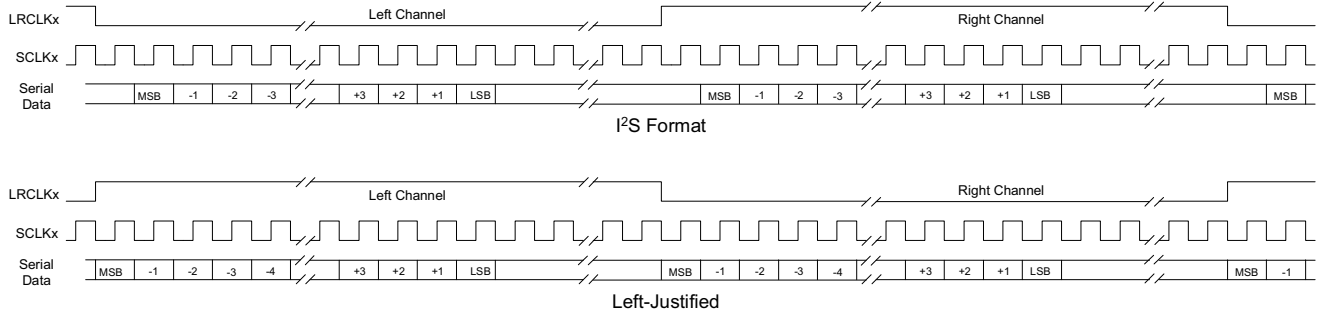 LRCLKx Left Channel Right Channel
SCLKx
Serial Data MSB -1 -2 -3 +3 +2 +1 LSB MSB -1 -2 -3 +3 +2 +1 LSB MSB
I²S Format
LRCLKx Left Channel Right Channel
SCLKx
Serial Data MSB -1 -2 -3 -4 +3 +2 +1 LSB MSB -1 -2 -3 -4 +3 +2 +1 LSB MSB -1
Left-Justified